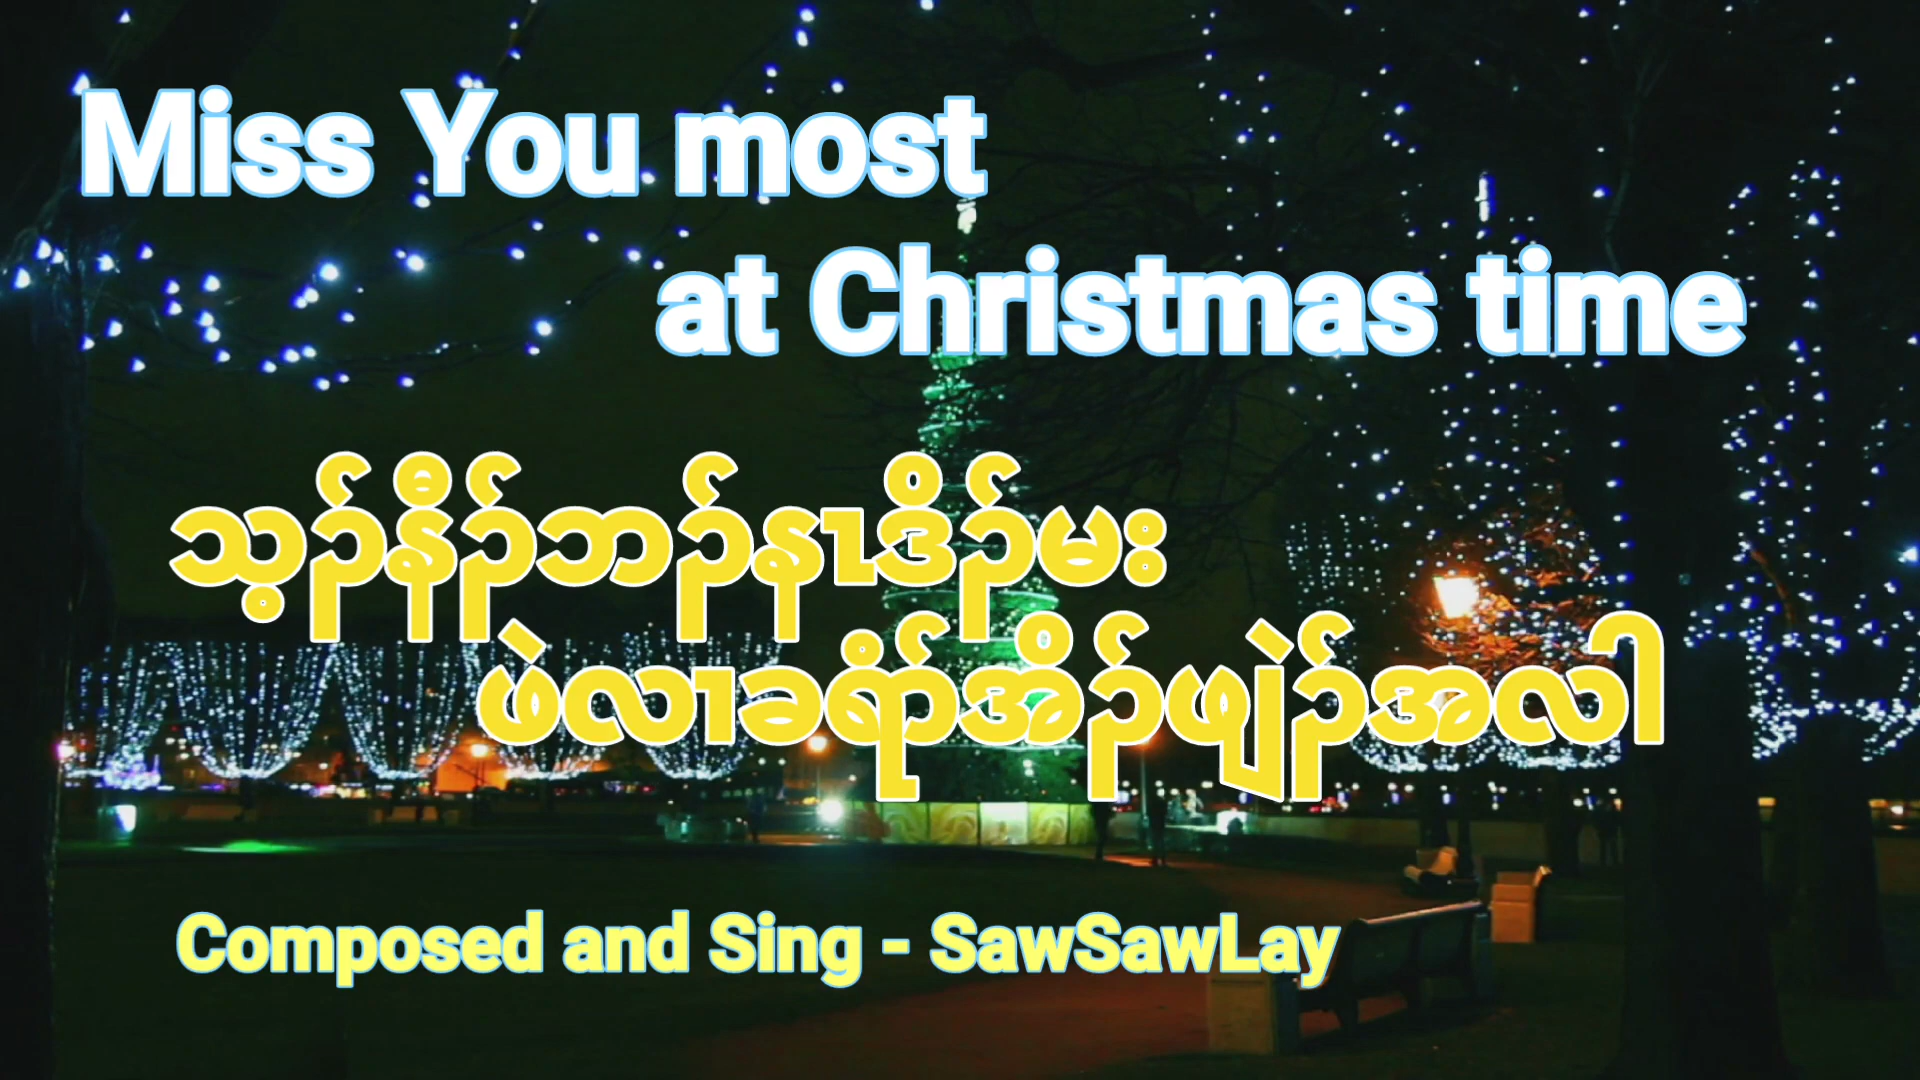 Miss You most
at Christmas time
သ့ၣ်နီၣ်ဘၣ်နၤဒိၣ်မး
ဖဲလၢခရံာ်အိၣ်ဖျဲၣ်အလါ
Composed and Sing - SawSawLay